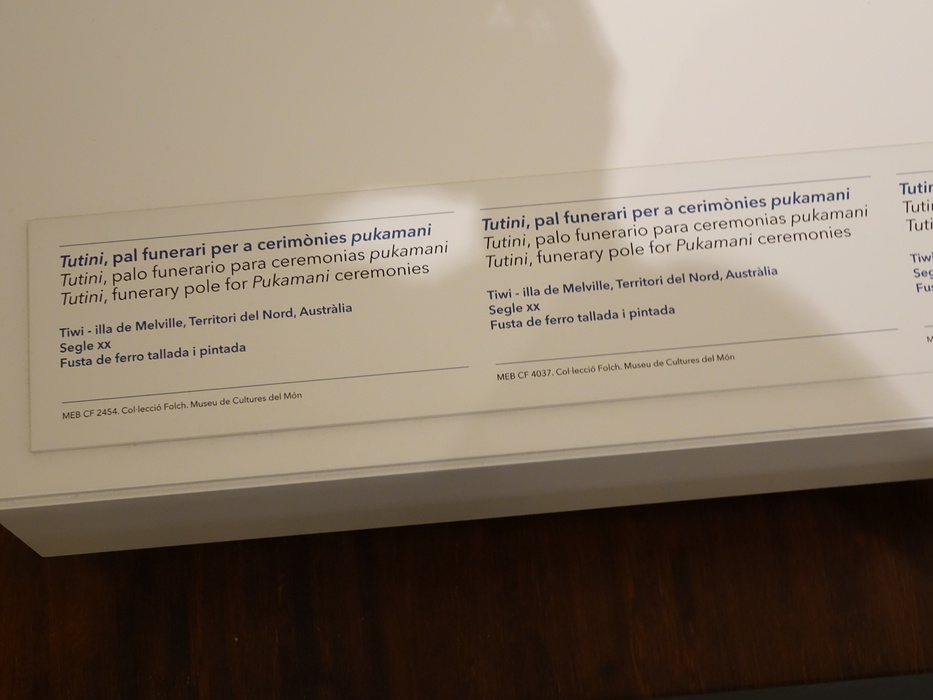 Tutini, pal funerari per a cerimònies pukamani
Tutini, palo funerario para ceremonias pukamani
Tutini, funerary pole for Pukamani ceremonies
Tiwi - illa de Melville, Territori del Nord, Austràlia
Segle xx
Fusta de ferro tallada i pintada
MEB CF 2454. Col·lecció Folch. Museu de Cultures del Món
Tutini, pal funerari per a cerimònies pukamani
Tutini, palo funerario para ceremonias pukamani
Tutini, funerary pole for Pukamani ceremonies
Tiwi - illa de Melville, Territori del Nord, Austràlia
Segle xx
Fusta de ferro tallada i pintada
MEB CF 4037. Col·lecció Folch. Museu de Cultures del Món